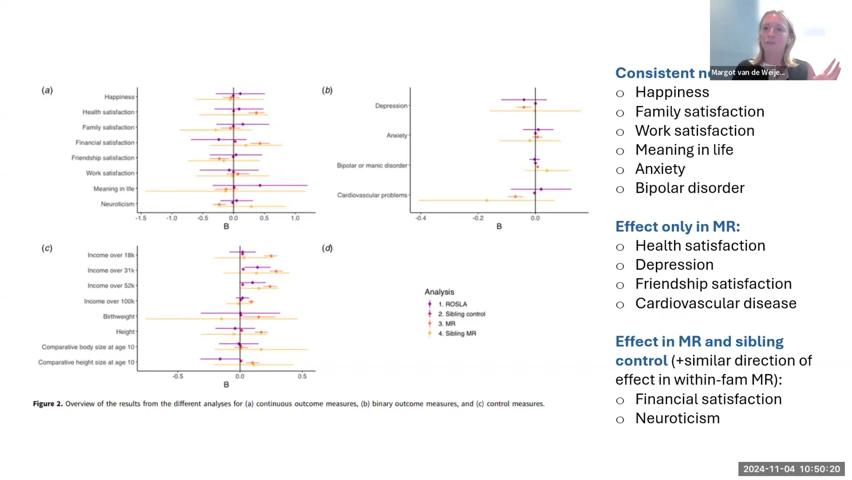 (a)
Happiness
Health satisfaction
Family satisfaction
Financial satisfaction
Friendship satisfaction
Work satisfaction
Meaning in life
Neuroticism
-1.5 -1.0 -0.5 0.0 0.5 1.0
B
(b)
Depression
Anxiety
Bipolar or manic disorder
Cardiovascular problems
-0.4 -0.2 0.0
B
(c)
Income over 18k
Income over 31k
Income over 52k
Income over 100k
Birthweight
Height
Comparative body size at age 10
Comparative height size at age 10
-0.5 0.0 0.5
B
(d)
Analysis
1. ROSLA
2. Sibling control
3. MR
4. Sibling MR
Figure 2. Overview of the results from the different analyses for (a) continuous outcome measures, (b) binary outcome measures, and (c) control measures.
Consistent
o Happiness
o Family satisfaction
o Work satisfaction
o Meaning in life
o Anxiety
o Bipolar disorder
Effect only in MR:
o Health satisfaction
o Depression
o Friendship satisfaction
o Cardiovascular disease
Effect in MR and sibling
control (+similar direction of
effect in within-fam MR):
o Financial satisfaction
o Neuroticism
Margot van de Weije...
2024-11-04 10:50:20